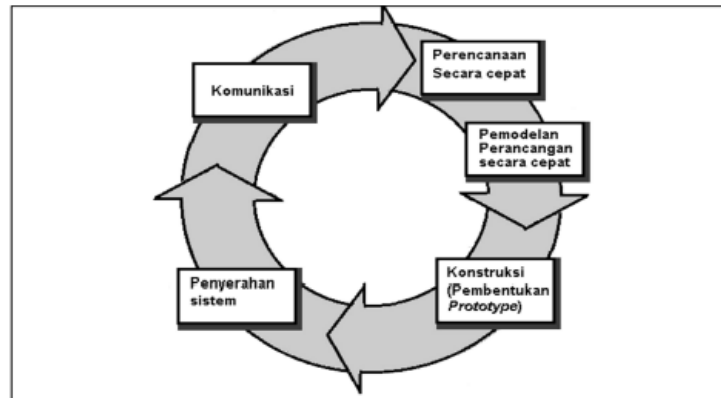 Komunikasi
Perencanaan
Secara cepat
Pemodelan
Perancangan
secara cepat
Konstruksi
(Pembentukan
Prototype)
Penyerahan
sistem